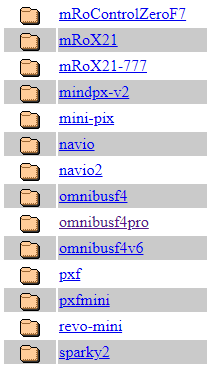 mRoControlZeroF7
mRoX21
mRoX21-777
mindpx-v2
mini-pix
navio
navio2
omnibusf4
omnibusf4pro
omnibusf4v6
pxf
pxfmini
revo-mini
sparky2